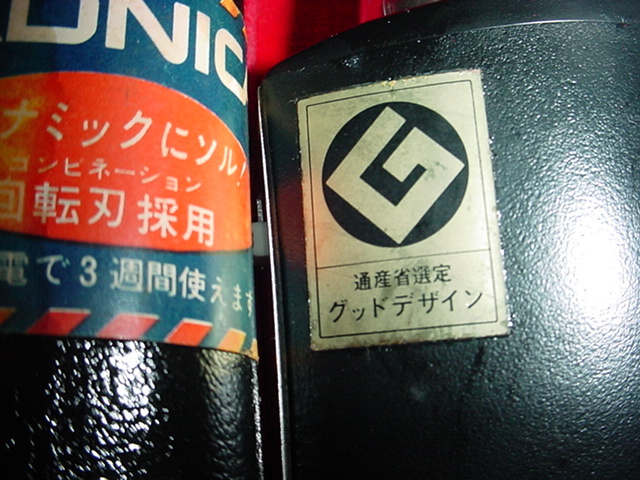 RONIC
ナミックにソル!
コンビネーション
回転刃採用
電で3週間使えます
G
通産省選定
グッドデザイン